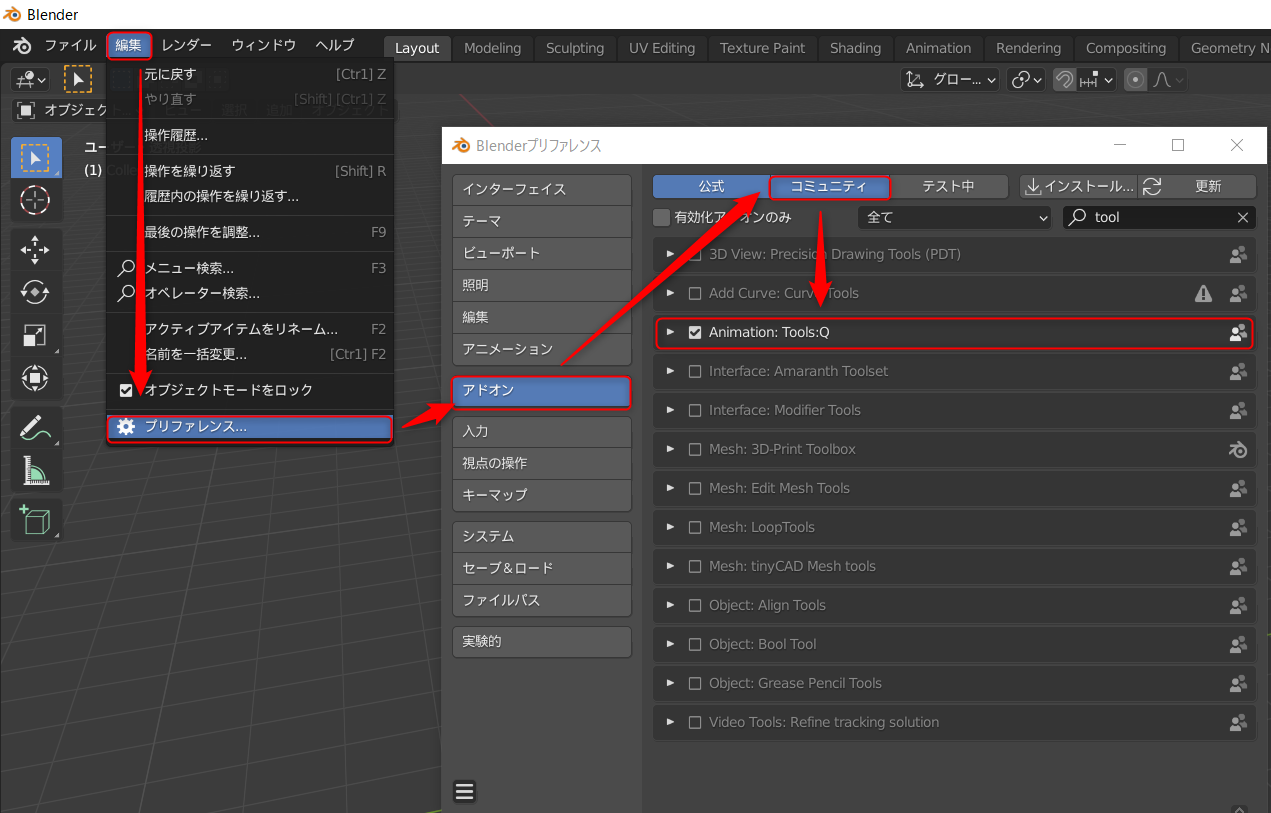 Blender
ファイル 編集 レンダー ウィンドウ ヘルプ Layout Modeling Sculpting UV Editing Texture Paint Shading Animation Rendering Compositing Geometry N
グロー...
オブジェクト
ユー
(1)
元に戻す [Ctr1] Z
やり直す [Shift] [Ctr1] Z
操作履歴...
操作を繰り返す [Shift] R
履歴内の操作を繰り返す...
最後の操作を調整... F9
メニュー検索... F3
オペレーター検索...
アクティブアイテムをリネーム... F2
名前を一括変更... [Ctr1] F2
オブジェクトモードをロック
プリファレンス...
Blenderプリファレンス
インターフェイス
テーマ
ビューポート
照明
編集
アニメーション
アドオン
入力
視点の操作
キーマップ
システム
セーブ＆ロード
ファイルパス
実験的
公式 コミュニティ テスト中 インストール... 更新
有効化アドオンのみ 全て tool
3D View: Precision Drawing Tools (PDT)
Add Curve: Curve Tools
Animation: Tools:Q
Interface: Amaranth Toolset
Interface: Modifier Tools
Mesh: 3D-Print Toolbox
Mesh: Edit Mesh Tools
Mesh: LoopTools
Mesh: tinyCAD Mesh tools
Object: Align Tools
Object: Bool Tool
Object: Grease Pencil Tools
Video Tools: Refine tracking solution